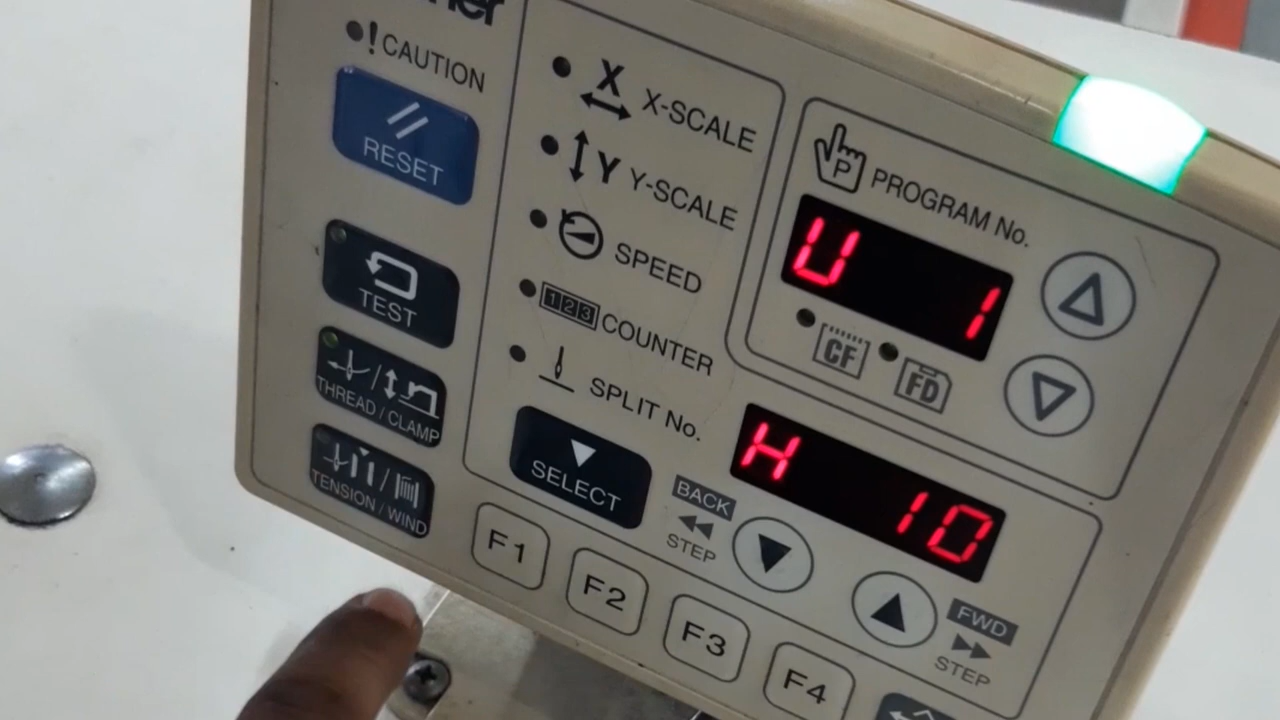 ! CAUTION
RESET
TEST
THREAD / CLAMP
TENSION / WIND
X X-SCALE
Y Y-SCALE
SPEED
123 COUNTER
SPLIT No.
SELECT
P PROGRAM No.
U 1
CF FD
H 10
BACK
STEP
FWD
STEP
F1 F2 F3 F4